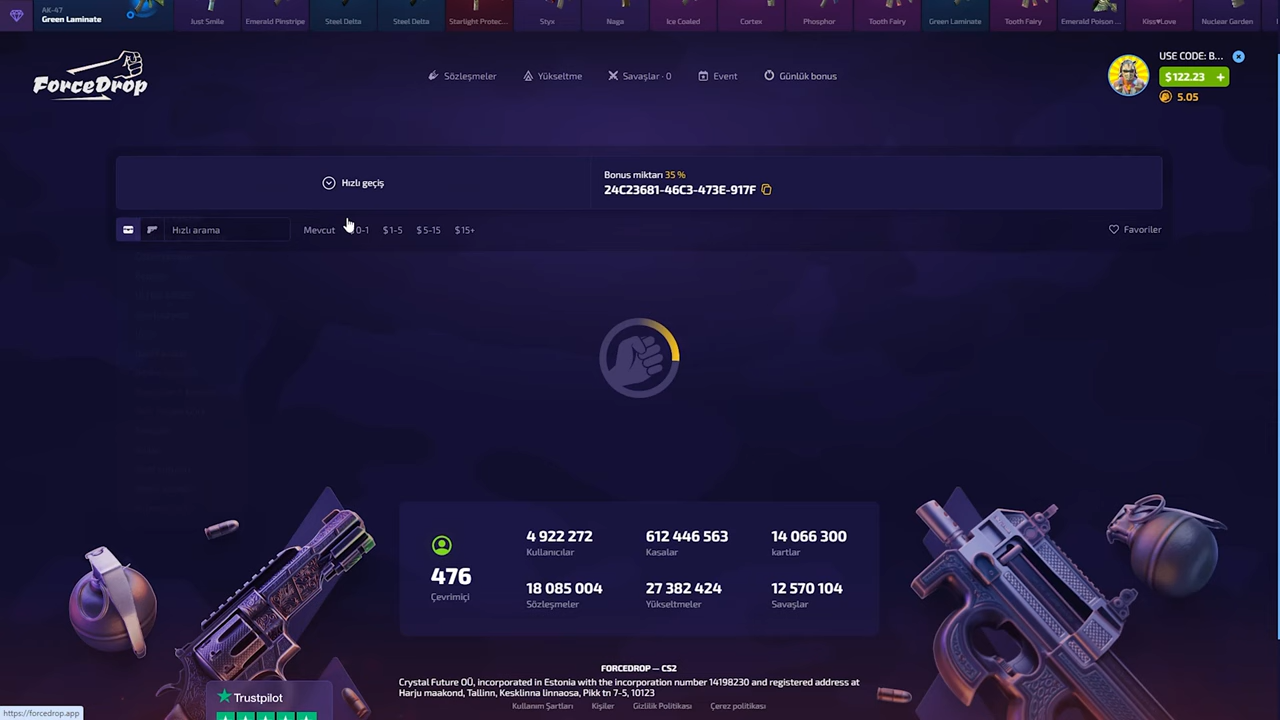 AK-47
Green Laminate
Just Smile
Emerald Pinstripe
Steel Delta
Steel Delta
Starlight Protec...
Styx
Naga
Ice Coaled
Cortex
Phosphor
Tooth Fairy
Green Laminate
Tooth Fairy
Emerald Poison ...
Kiss♥Love
Nuclear Garden
ForceDrop
Sözleşmeler
Yükseltme
Savaşlar · 0
Event
Günlük bonus
USE CODE: B...
$122.23 +
5.05
Hızlı geçiş
Bonus miktarı 35 %
24C23681-46C3-473E-917F
Hızlı arama
Mevcut
0-1
$ 1-5
$ 5-15
$ 15+
Favoriler
476
Çevrimiçi
4 922 272
Kullanıcılar
612 446 563
Kasalar
14 066 300
kartlar
18 085 004
Sözleşmeler
27 382 424
Yükseltmeler
12 570 104
Savaşlar
FORCEDROP — CS2
Crystal Future OÜ, incorporated in Estonia with the incorporation number 14198230 and registered address at
Harju maakond, Tallinn, Kesklinna linnaosa, Pikk tn 7-5, 10123
Kullanım Şartları
Kişiler
Gizlilik Politikası
Çerez politikası
Trustpilot
https://forcedrop.app